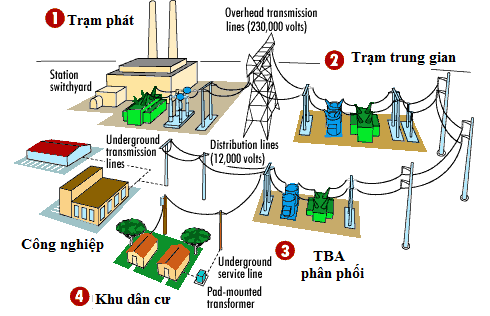 1 Trạm phát
Overhead transmission
lines (230,000 volts)
2 Trạm trung gian
Station
switchyard
Underground
transmission
lines
Distribution lines
(12,000 volts)
Công nghiệp
Underground
service line
3 TBA
phân phối
4 Khu dân cư
Pad-mounted
transformer